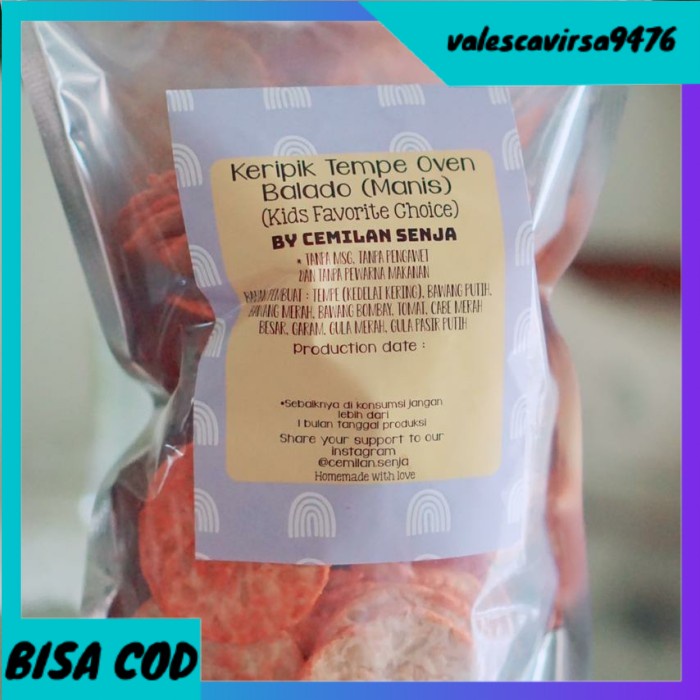 valescavirsa9476
Keripik Tempe Oven
Balado (Manis)
(Kids Favorite Choice)
BY CEMILAN SENJA
* TANPA MSG, TANPA PENGAWET
DAN TANPA PEWARNA MAKANAN
BAHAN PEMBUAT : TEMPE (KEDELAI KERING), BAWANG PUTIH,
BAWANG MERAH, BAWANG BOMBAY, TOMAT, CABE MERAH
BESAR, GARAM, GULA MERAH, GULA PASIR PUTIH
Production date :
*Sebaiknya di konsumsi jangan
lebih dari
1 bulan tanggal produksi
Share your support to our
instagram
@cemilan.senja
Homemade with love
BISA COD